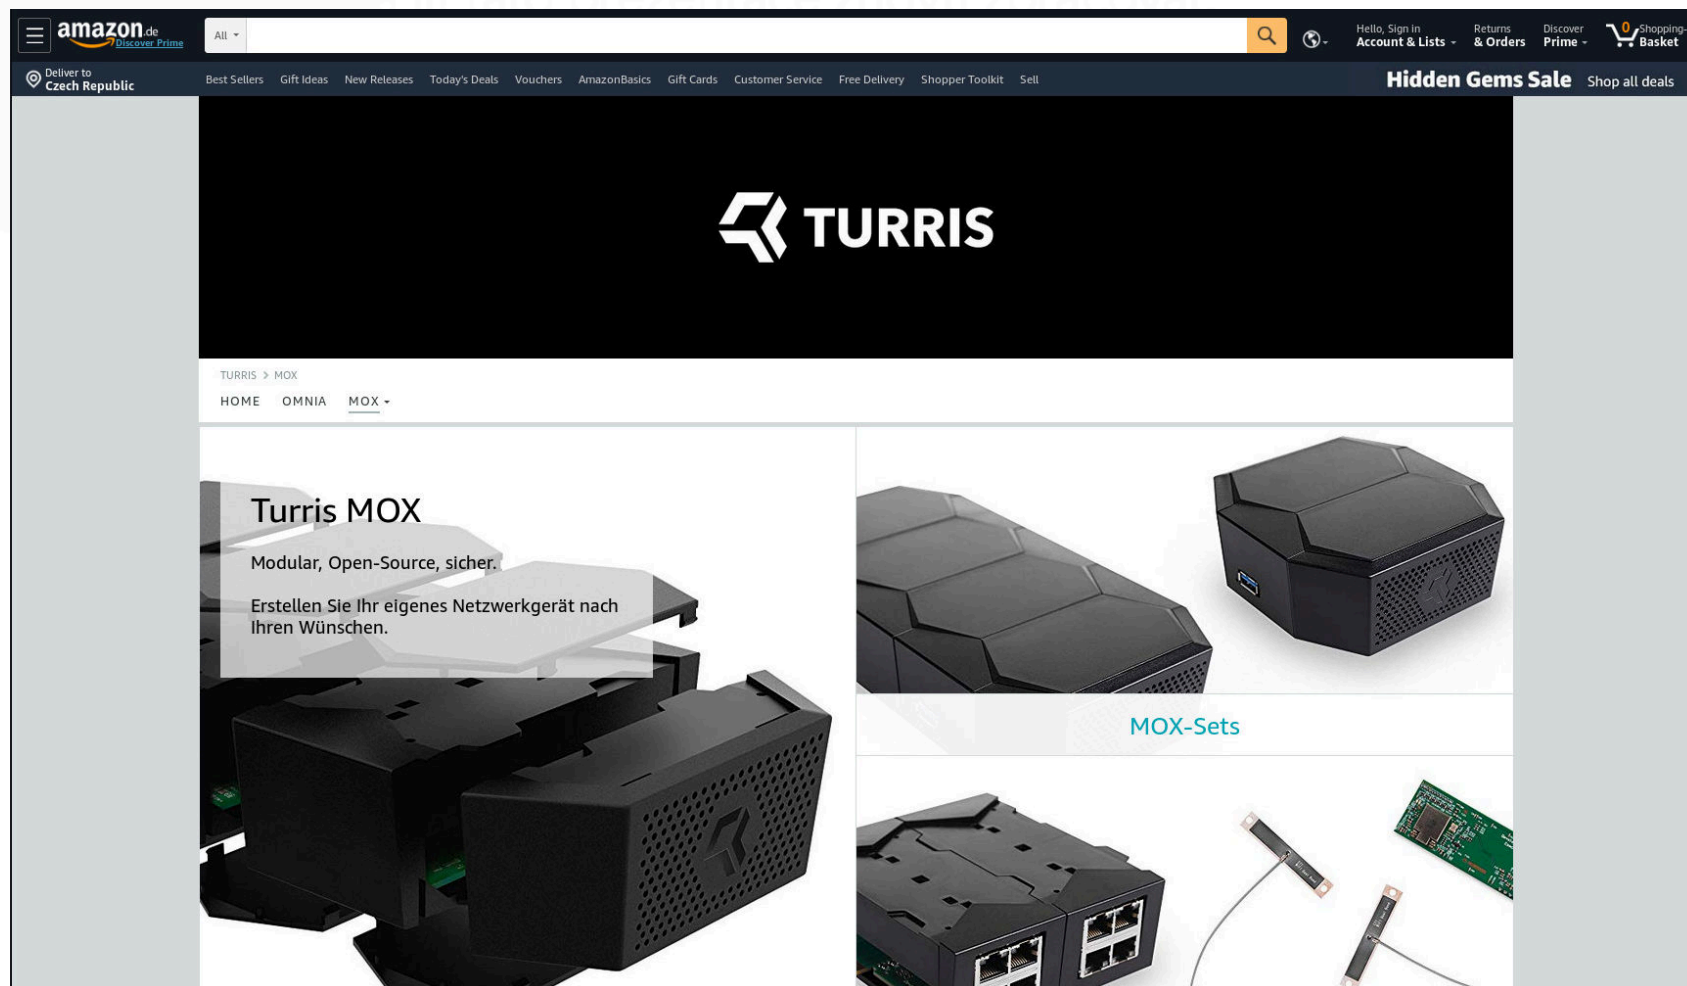 amazon.de
Discover Prime
All
Hello, Sign in
Account & Lists
Returns
& Orders
Discover
Prime
0
Shopping-
Basket
Deliver to
Czech Republic
Best Sellers
Gift Ideas
New Releases
Today's Deals
Vouchers
AmazonBasics
Gift Cards
Customer Service
Free Delivery
Shopper Toolkit
Sell
Hidden Gems Sale
Shop all deals
TURRIS
TURRIS > MOX
HOME
OMNIA
MOX
Turris MOX
Modular, Open-Source, sicher.
Erstellen Sie Ihr eigenes Netzwerkgerät nach
Ihren Wünschen.
MOX-Sets